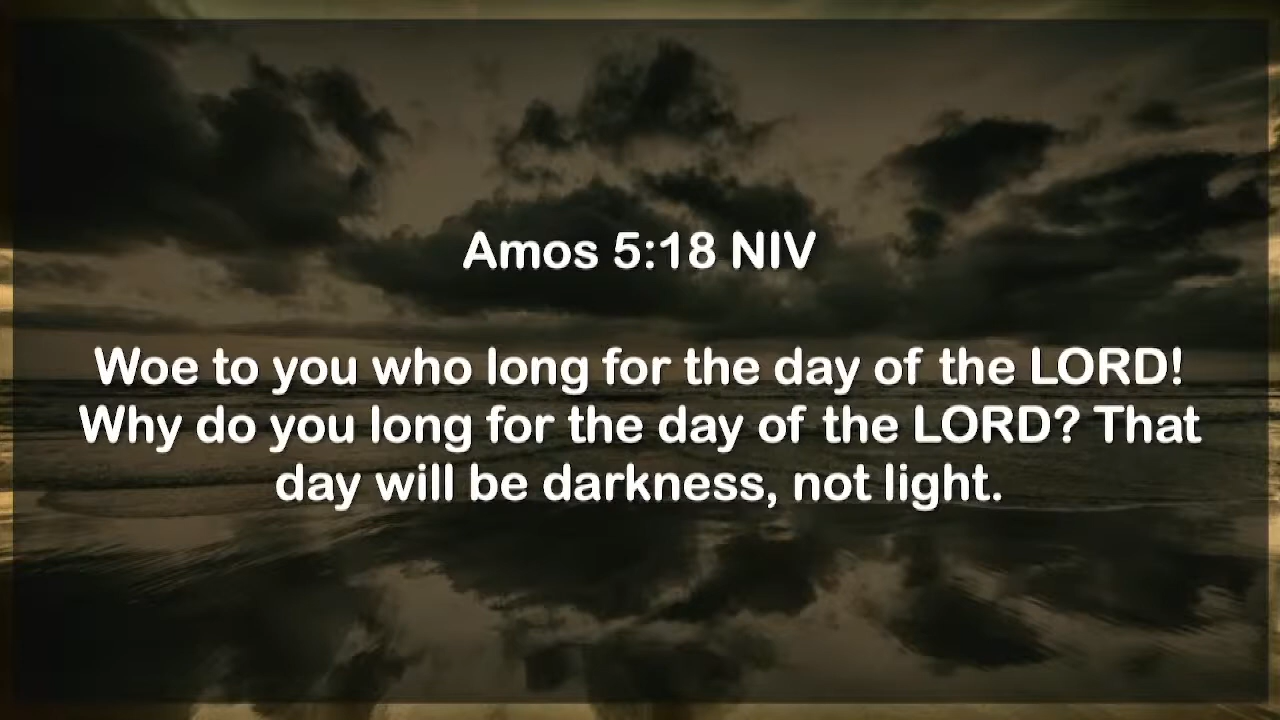 Amos 5:18 NIV
Woe to you who long for the day of the LORD!
Why do you long for the day of the LORD? That
day will be darkness, not light.